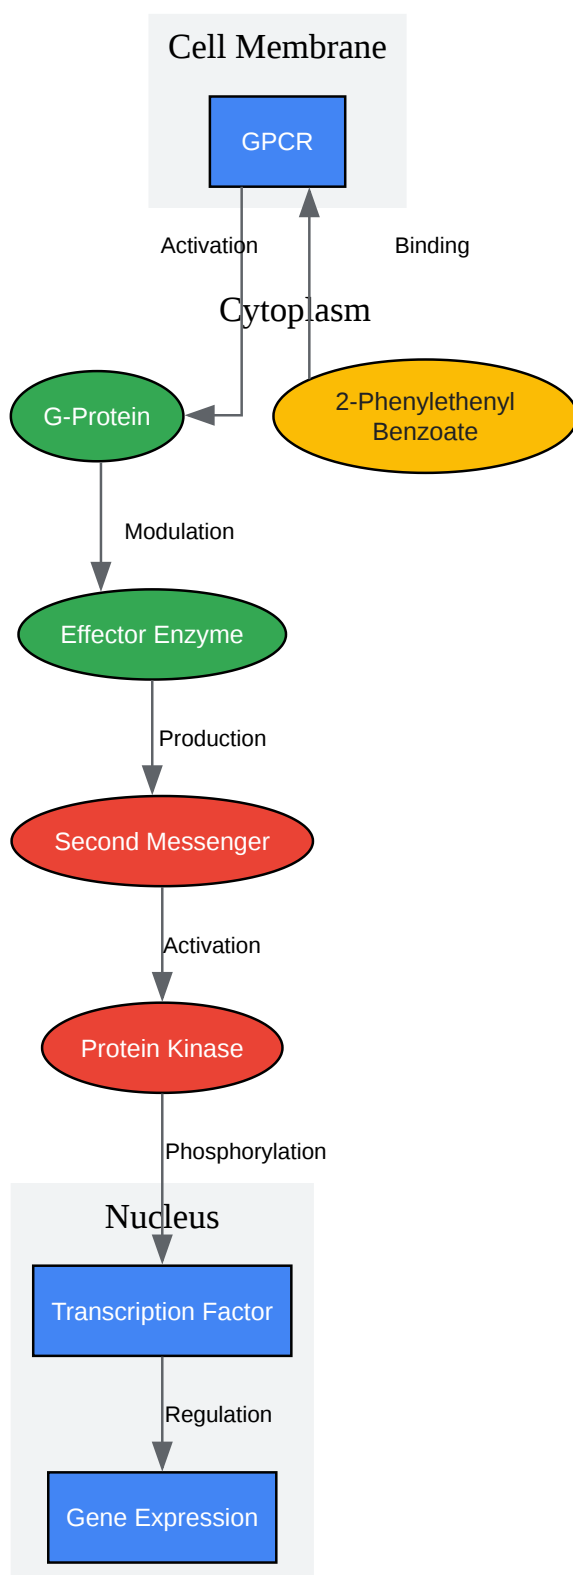 Cell Membrane
GPCR
Activation
Binding
Cytoplasm
G-Protein
2-Phenylethenyl
Benzoate
Modulation
Effector Enzyme
Production
Second Messenger
Activation
Protein Kinase
Phosphorylation
Nucleus
Transcription Factor
Regulation
Gene Expression